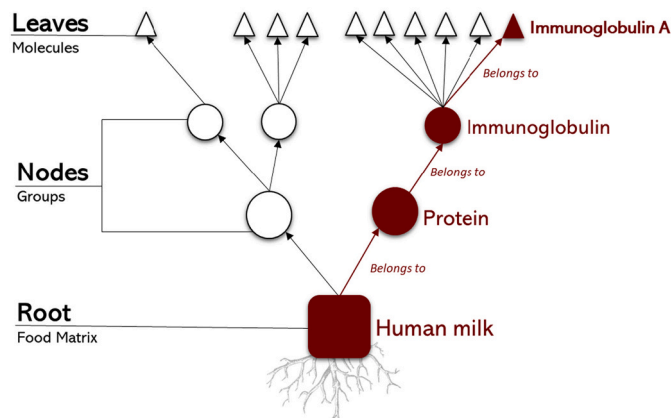 Leaves
Molecules
Immunoglobulin A
Belongs to
Immunoglobulin
Belongs to
Nodes
Groups
Protein
Belongs to
Root
Food Matrix
Human milk